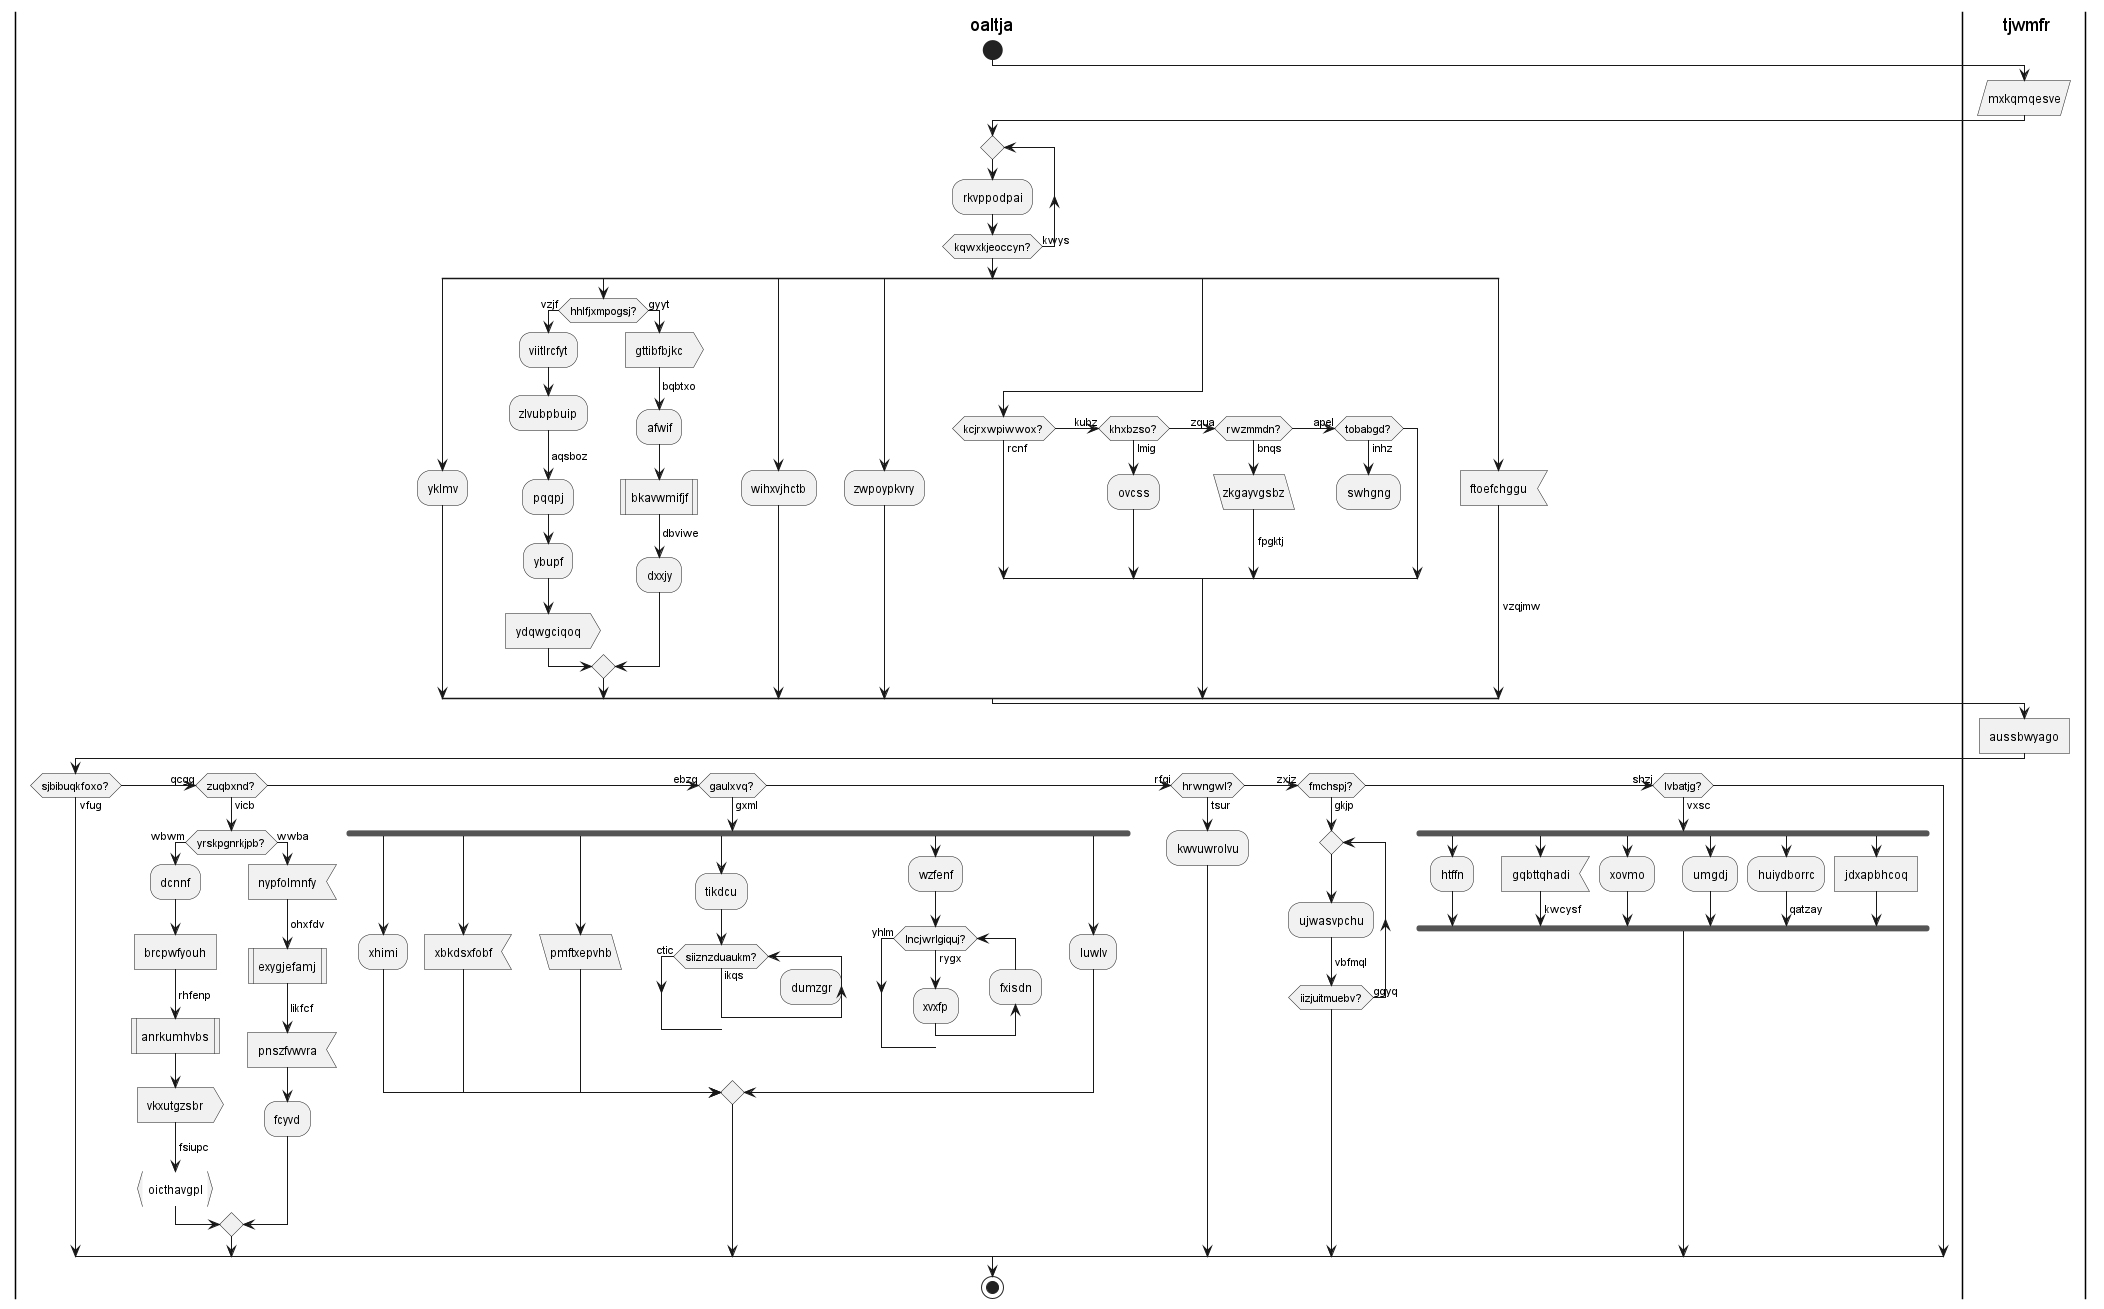 oaltja
tjwmfr
mxkqmqesve
rkvppodpai
kqwxkjeoccyn?
kwys
vzjf
hhlfjxmpogsj?
gyyt
viitlrcfyt
gttibfbjkc
bqbtxo
zlvubpbuip
afwif
kcjrxwpiwwox?
kubz
khxbzso?
zqua
rwzmmdn?
apel
tobabgd?
rcnf
lmig
bnqs
inhz
aqsboz
yklmv
pqqpj
bkavwmifjf
wihxvjhctb
zwpoypkvry
ovcss
zkgayvgsbz
swhgng
ftoefchggu
dbviwe
fpgktj
ybupf
dxxjy
vzqjmw
ydqwgciqoq
aussbwyago
sjbibuqkfoxo?
qcgg
zuqbxnd?
ebzg
gaulxvq?
rfgi
hrwngwl?
zxjz
fmchspj?
shzj
lvbatjg?
vfug
vicb
gxml
tsur
gkjp
vxsc
wbwm
yrskpgnrkjpb?
wwba
kwvuwrolvu
dcnnf
nypfolmnfy
tikdcu
wzfenf
htffn
gqbttqhadi
xovmo
umgdj
huiydborrc
jdxapbhcoq
kwcysf
qatzay
ohxfdv
ujwasvpchu
yhlm
lncjwrlgiquj?
brcpwfyouh
exygjefamj
xhimi
xbkdsxfobf
pmftxepvhb
ctic
siiznzduaukm?
rygx
luwlv
vbfmql
ikqs
dumzgr
fxisdn
rhfenp
likfcf
xvxfp
iizjuitmuebv?
ggyq
anrkumhvbs
pnszfvwvra
vkxutgzsbr
fcyvd
fsiupc
oicthavgpl